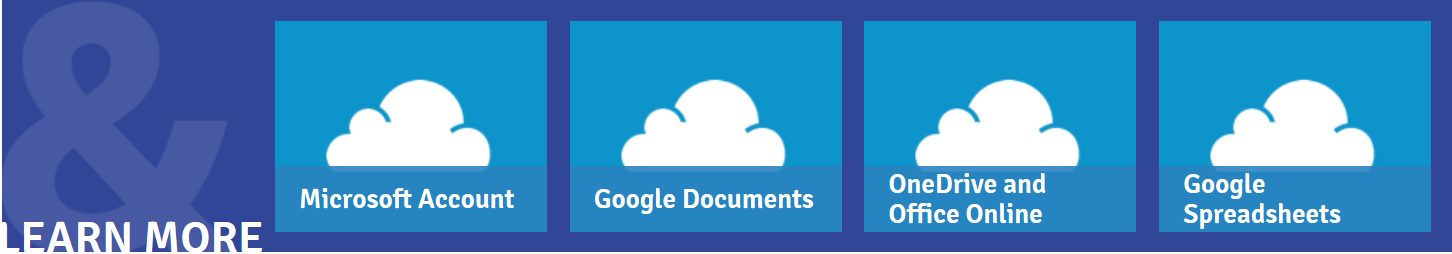 &
LEARN MORE
Microsoft Account
Google Documents
OneDrive and
Office Online
Google
Spreadsheets